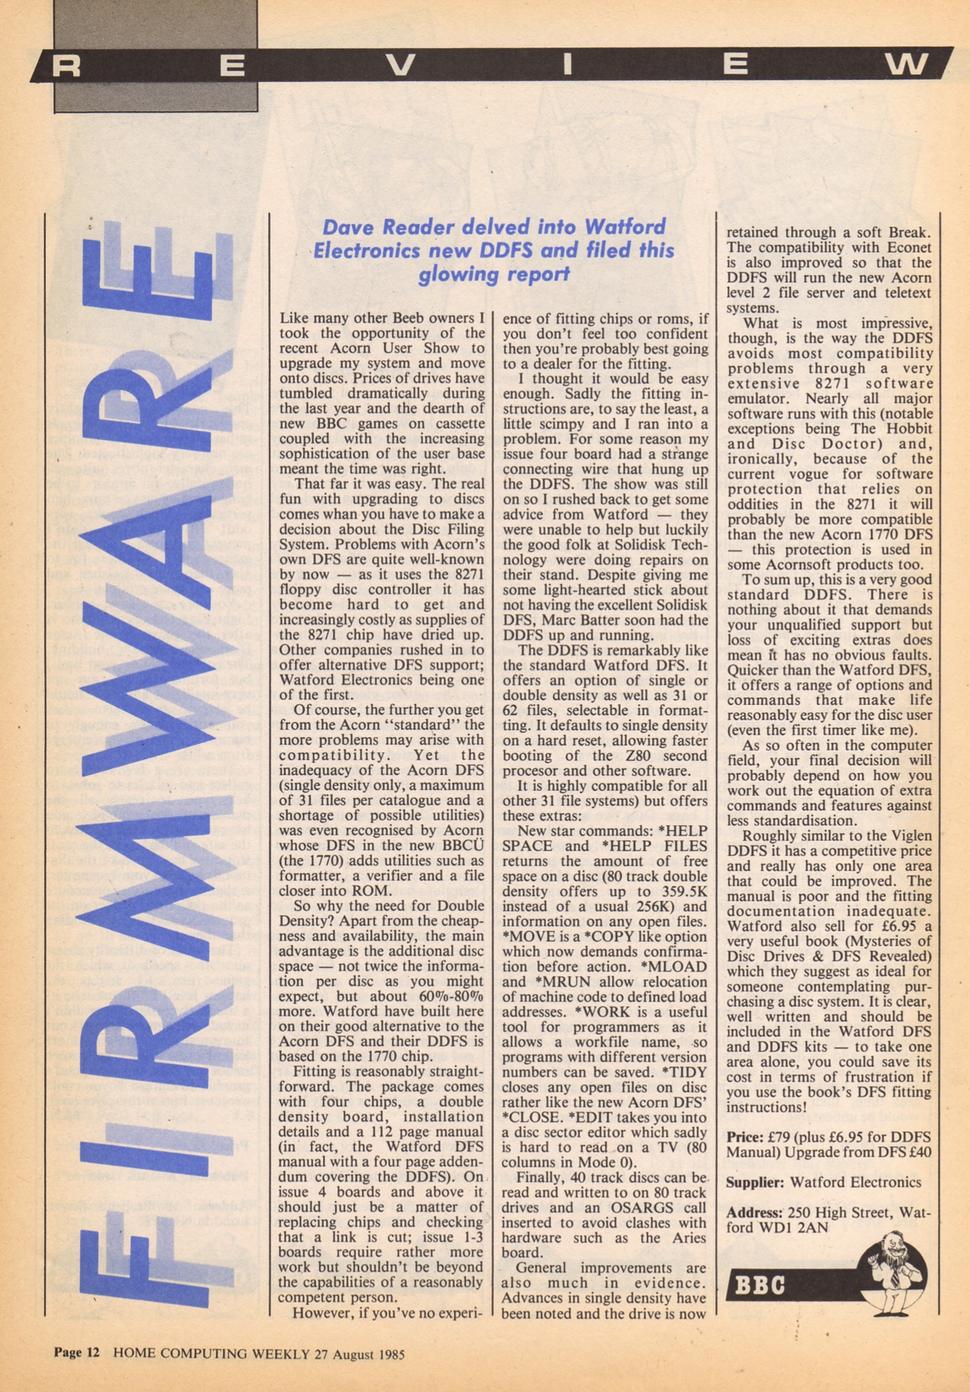 REVIEW
FIRMWARE
Dave Reader delved into Watford
Electronics new DDFS and filed this
glowing report
Like many other Beeb owners I
took the opportunity of the
recent Acorn User Show to
upgrade my system and move
onto discs. Prices of drives have
tumbled dramatically during
the last year and the dearth of
new BBC games on cassette
coupled with the increasing
sophistication of the user base
meant the time was right.
That far it was easy. The real
fun with upgrading to discs
comes whan you have to make a
decision about the Disc Filing
System. Problems with Acorn's
own DFS are quite well-known
by now — as it uses the 8271
floppy disc controller it has
become hard to get and
increasingly costly as supplies of
the 8271 chip have dried up.
Other companies rushed in to
offer alternative DFS support;
Watford Electronics being one
of the first.
Of course, the further you get
from the Acorn "standard" the
more problems may arise with
compatibility. Yet the
inadequacy of the Acorn DFS
(single density only, a maximum
of 31 files per catalogue and a
shortage of possible utilities)
was even recognised by Acorn
whose DFS in the new BBCÜ
(the 1770) adds utilities such as
formatter, a verifier and a file
closer into ROM.
So why the need for Double
Density? Apart from the cheap-
ness and availability, the main
advantage is the additional disc
space — not twice the informa-
tion per disc as you might
expect, but about 60%-80%
more. Watford have built here
on their good alternative to the
Acorn DFS and their DDFS is
based on the 1770 chip.
Fitting is reasonably straight-
forward. The package comes
with four chips, a double
density board, installation
details and a 112 page manual
(in fact, the Watford DFS
manual with a four page adden-
dum covering the DDFS). On
issue 4 boards and above it
should just be a matter of
replacing chips and checking
that a link is cut; issue 1-3
boards require rather more
work but shouldn't be beyond
the capabilities of a reasonably
competent person.
However, if you've no experi-
ence of fitting chips or roms, if
you don't feel too confident
then you're probably best going
to a dealer for the fitting.
I thought it would be easy
enough. Sadly the fitting in-
structions are, to say the least, a
little scimpy and I ran into a
problem. For some reason my
issue four board had a strange
connecting wire that hung up
the DDFS. The show was still
on so I rushed back to get some
advice from Watford — they
were unable to help but luckily
the good folk at Solidisk Tech-
nology were doing repairs on
their stand. Despite giving me
some light-hearted stick about
not having the excellent Solidisk
DFS, Marc Batter soon had the
DDFS up and running.
The DDFS is remarkably like
the standard Watford DFS. It
offers an option of single or
double density as well as 31 or
62 files, selectable in format-
ting. It defaults to single density
on a hard reset, allowing faster
booting of the Z80 second
procesor and other software.
It is highly compatible for all
other 31 file systems) but offers
these extras:
New star commands: *HELP
SPACE and *HELP FILES
returns the amount of free
space on a disc (80 track double
density offers up to 359.5K
instead of a usual 256K) and
information on any open files.
*MOVE is a *COPY like option
which now demands confirma-
tion before action. *MLOAD
and *MRUN allow relocation
of machine code to defined load
addresses. *WORK is a useful
tool for programmers as it
allows a workfile name, so
programs with different version
numbers can be saved. *TIDY
closes any open files on disc
rather like the new Acorn DFS'
*CLOSE. *EDIT takes you into
a disc sector editor which sadly
is hard to read on a TV (80
columns in Mode 0).
Finally, 40 track discs can be
read and written to on 80 track
drives and an OSARGS call
inserted to avoid clashes with
hardware such as the Aries
board.
General improvements are
also much in evidence.
Advances in single density have
been noted and the drive is now
retained through a soft Break.
The compatibility with Econet
is also improved so that the
DDFS will run the new Acorn
level 2 file server and teletext
systems.
What is most impressive,
though, is the way the DDFS
avoids most compatibility
problems through a very
extensive 8271 software
emulator. Nearly all major
software runs with this (notable
exceptions being The Hobbit
and Disc Doctor) and,
ironically, because of the
current vogue for software
protection that relies on
oddities in the 8271 it will
probably be more compatible
than the new Acorn 1770 DFS
— this protection is used in
some Acornsoft products too.
To sum up, this is a very good
standard DDFS. There is
nothing about it that demands
your unqualified support but
loss of exciting extras does
mean it has no obvious faults.
Quicker than the Watford DFS,
it offers a range of options and
commands that make life
reasonably easy for the disc user
(even the first timer like me).
As so often in the computer
field, your final decision will
probably depend on how you
work out the equation of extra
commands and features against
less standardisation.
Roughly similar to the Viglen
DDFS it has a competitive price
and really has only one area
that could be improved. The
manual is poor and the fitting
documentation inadequate.
Watford also sell for £6.95 a
very useful book (Mysteries of
Disc Drives & DFS Revealed)
which they suggest as ideal for
someone contemplating pur-
chasing a disc system. It is clear,
well written and should be
included in the Watford DFS
and DDFS kits — to take one
area alone, you could save its
cost in terms of frustration if
you use the book's DFS fitting
instructions!
Price: £79 (plus £6.95 for DDFS
Manual) Upgrade from DFS £40
Supplier: Watford Electronics
Address: 250 High Street, Wat-
ford WD1 2AN
BBC
Page 12 HOME COMPUTING WEEKLY 27 August 1985